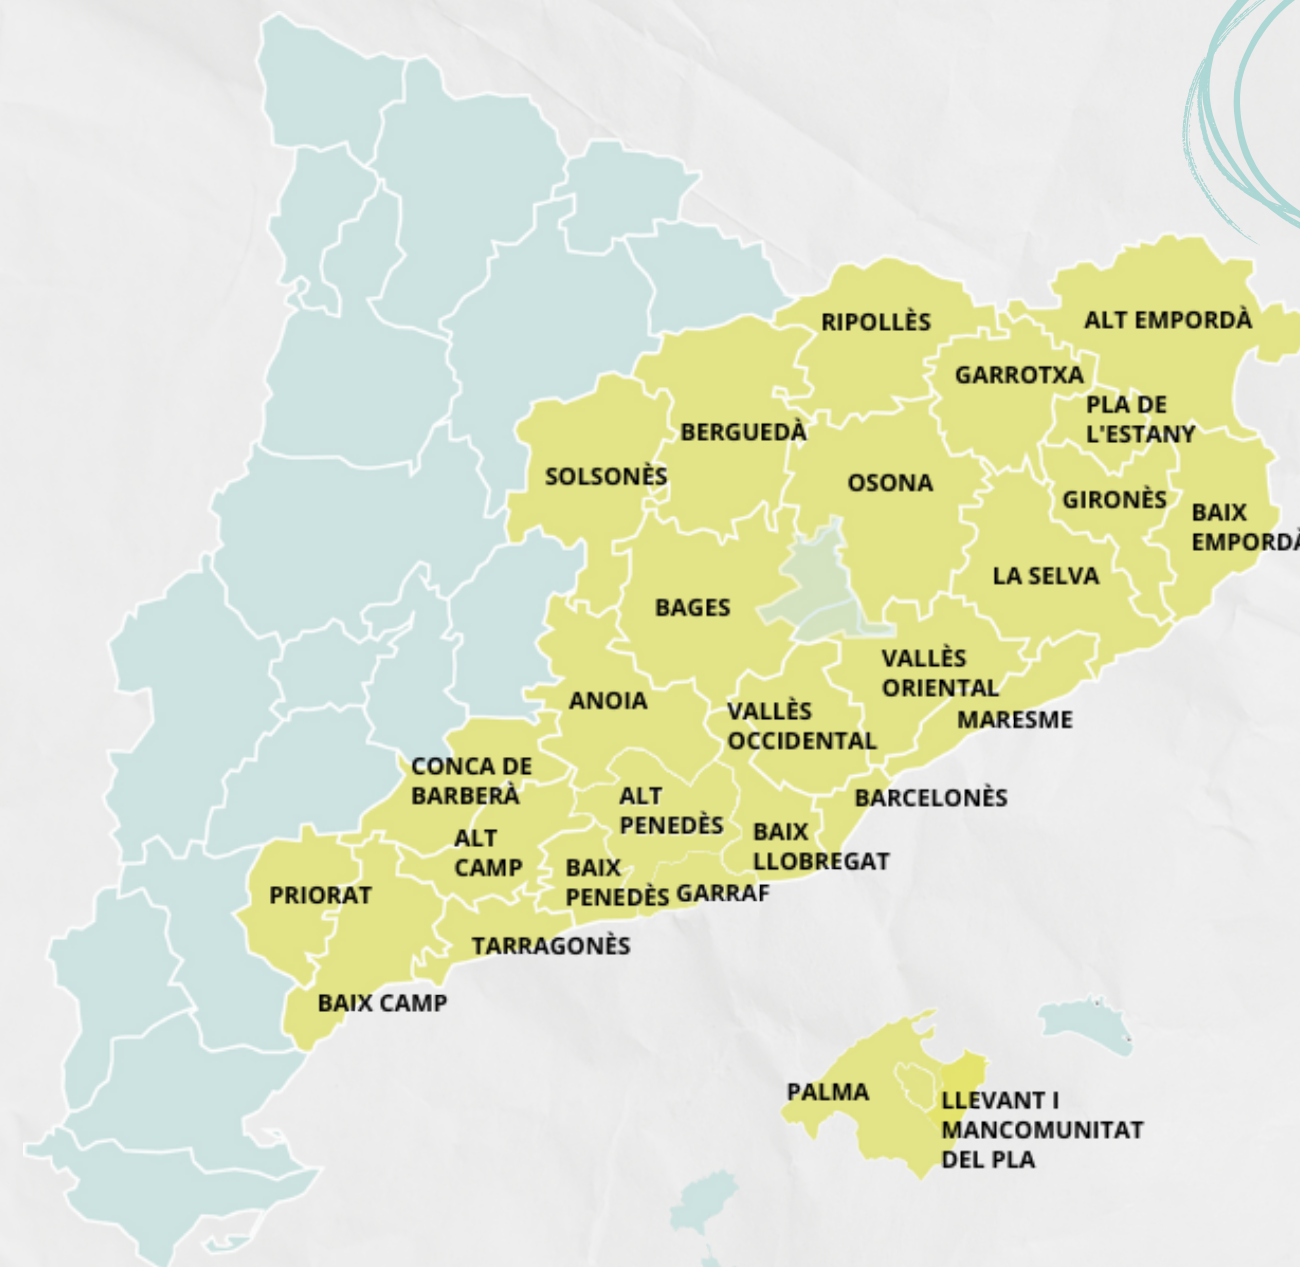 RIPOLLÈS
ALT EMPORDÀ
GARROTXA
PLA DE
L'ESTANY
BERGUEDÀ
SOLSONÈS
OSONA
GIRONÈS
BAIX
EMPORDÀ
LA SELVA
BAGES
VALLÈS
ORIENTAL
ANOIA
VALLÈS
OCCIDENTAL
MARESME
CONCA DE
BARBERÀ
ALT
PENEDÈS
BARCELONÈS
ALT
CAMP
BAIX
LLOBREGAT
BAIX
PENEDÈS
GARRAF
PRIORAT
TARRAGONÈS
BAIX CAMP
PALMA
LLEVANT I
MANCOMUNITAT
DEL PLA